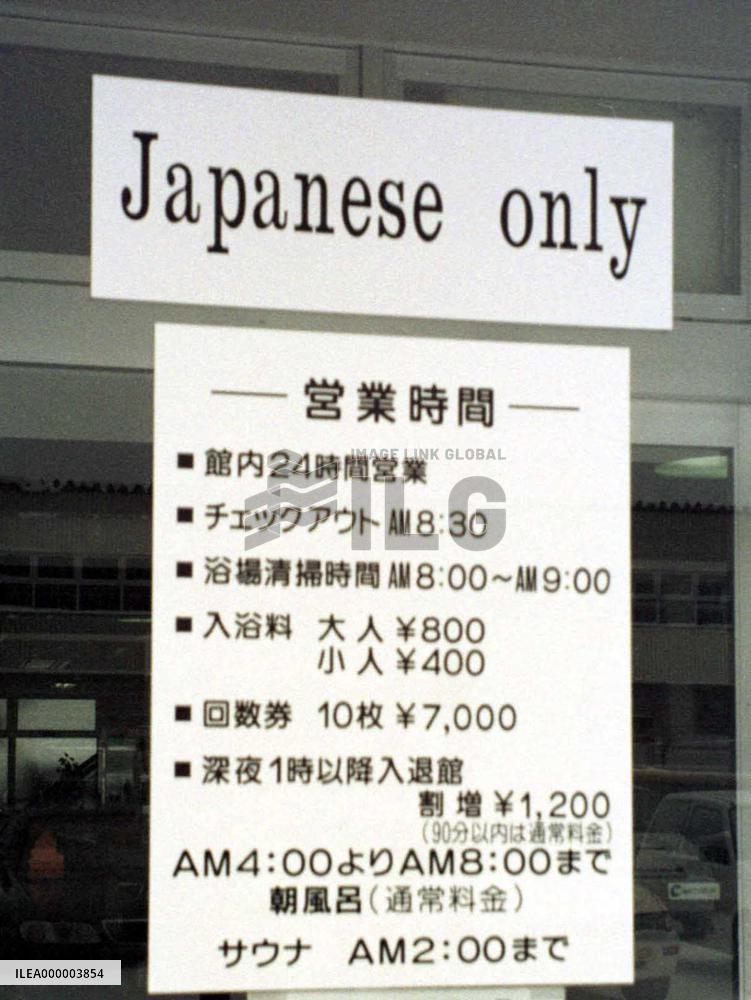 Japanese only
営業時間
■ 館内24時間営業
■ チェックアウト AM8:30
■ 浴場清掃時間 AM8:00～AM9:00
■ 入浴料 大人 ¥800
小人 ¥400
■ 回数券 10枚 ¥7,000
■ 深夜1時以降入退館
割増 ¥1,200
(90分以内は通常料金)
AM4:00よりAM8:00まで
朝風呂(通常料金)
サウナ AM2:00まで
IMAGE LINK GLOBAL
ILG
ILEA000003854